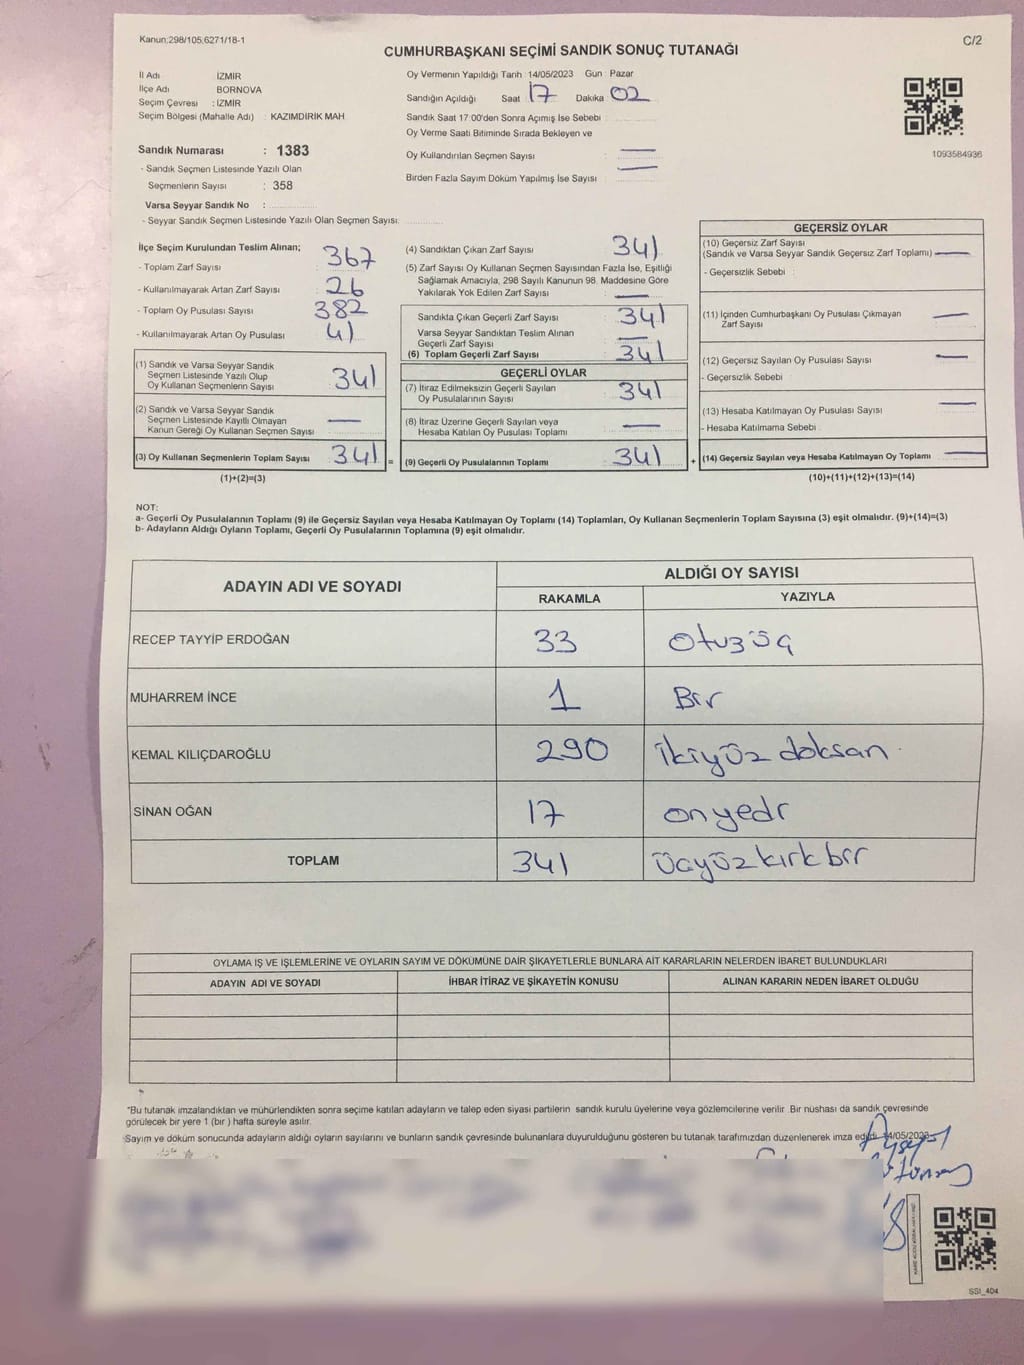 Kanun;298/105,6271/18-1
C/2
CUMHURBAŞKANI SEÇİMİ SANDIK SONUÇ TUTANAĞI
İl Adı İZMİR
İlçe Adı BORNOVA
Seçim Çevresi : İZMİR
Seçim Bölgesi (Mahalle Adı) : KAZIMDİRİK MAH
Sandık Numarası : 1383
- Sandık Seçmen Listesinde Yazılı Olan
Seçmenlerin Sayısı : 358
Varsa Seyyar Sandık No :
- Seyyar Sandık Seçmen Listesinde Yazılı Olan Seçmen Sayısı:
Oy Vermenin Yapıldığı Tarih 14/05/2023 Gün Pazar
Sandığın Açıldığı Saat 17 Dakika 02
Sandık Saat 17:00'den Sonra Açımış İse Sebebi
Oy Verme Saati Bitiminde Sırada Bekleyen ve
Oy Kullandırılan Seçmen Sayısı : —
Birden Fazla Sayım Döküm Yapılmış İse Sayısı : —
1093584936
İlçe Seçim Kurulundan Teslim Alınan;
- Toplam Zarf Sayısı 367
- Kullanılmayarak Artan Zarf Sayısı 26
- Toplam Oy Pusulası Sayısı 382
- Kullanılmayarak Artan Oy Pusulası 41
(1) Sandık ve Varsa Seyyar Sandık
Seçmen Listesinde Yazılı Olup
Oy Kullanan Seçmenlerin Sayısı 341
(2) Sandık ve Varsa Seyyar Sandık
Seçmen Listesinde Kayıtlı Olmayan
Kanun Gereği Oy Kullanan Seçmen Sayısı —
(3) Oy Kullanan Seçmenlerin Toplam Sayısı 341 =
(1)+(2)=(3)
(4) Sandıktan Çıkan Zarf Sayısı 341
(5) Zarf Sayısı Oy Kullanan Seçmen Sayısından Fazla İse, Eşitliği
Sağlamak Amacıyla, 298 Sayılı Kanunun 98. Maddesine Göre
Yakılarak Yok Edilen Zarf Sayısı : —
Sandıkta Çıkan Geçerli Zarf Sayısı : 341
Varsa Seyyar Sandıktan Teslim Alınan
Geçerli Zarf Sayısı : —
(6) Toplam Geçerli Zarf Sayısı : 341
GEÇERLİ OYLAR
(7) İtiraz Edilmeksizin Geçerli Sayılan
Oy Pusulalarının Sayısı : 341
(8) İtiraz Üzerine Geçerli Sayılan veya
Hesaba Katılan Oy Pusulası Toplamı : —
(9) Geçerli Oy Pusulalarının Toplamı : 341 +
GEÇERSİZ OYLAR
(10) Geçersiz Zarf Sayısı
(Sandık ve Varsa Seyyar Sandık Geçersiz Zarf Toplamı) —
- Geçersizlik Sebebi :
(11) İçinden Cumhurbaşkanı Oy Pusulası Çıkmayan
Zarf Sayısı —
(12) Geçersiz Sayılan Oy Pusulası Sayısı —
- Geçersizlik Sebebi :
(13) Hesaba Katılmayan Oy Pusulası Sayısı —
- Hesaba Katılmama Sebebi :
(14) Geçersiz Sayılan veya Hesaba Katılmayan Oy Toplamı —
(10)+(11)+(12)+(13)=(14)
NOT:
a- Geçerli Oy Pusulalarının Toplamı (9) ile Geçersiz Sayılan veya Hesaba Katılmayan Oy Toplamı (14) Toplamları, Oy Kullanan Seçmenlerin Toplam Sayısına (3) eşit olmalıdır. (9)+(14)=(3)
b- Adayların Aldığı Oyların Toplamı, Geçerli Oy Pusulalarının Toplamına (9) eşit olmalıdır.
ADAYIN ADI VE SOYADI
ALDIĞI OY SAYISI
RAKAMLA YAZIYLA
RECEP TAYYİP ERDOĞAN 33 Otuzüç
MUHARREM İNCE 1 Bir
KEMAL KILIÇDAROĞLU 290 ikiyüz doksan
SİNAN OĞAN 17 onyedi
TOPLAM 341 üçyüz kırk bir
OYLAMA İŞ VE İŞLEMLERİNE VE OYLARIN SAYIM VE DÖKÜMÜNE DAİR ŞİKAYETLERLE BUNLARA AİT KARARLARIN NELERDEN İBARET BULUNDUKLARI
ADAYIN ADI VE SOYADI İHBAR İTİRAZ VE ŞİKAYETİN KONUSU ALINAN KARARIN NEDEN İBARET OLDUĞU
*Bu tutanak imzalandıktan ve mühürlendikten sonra seçime katılan adayların ve talep eden siyasi partilerin sandık kurulu üyelerine veya gözlemcilerine verilir. Bir nüshası da sandık çevresinde
görülecek bir yere 1 (bir ) hafta süreyle asılır.
Sayım ve döküm sonucunda adayların aldığı oyların sayılarını ve bunların sandık çevresinde bulunanlara duyurulduğunu gösteren bu tutanak tarafımızdan düzenlenerek imza edildi. 14/05/2023
SSI_404